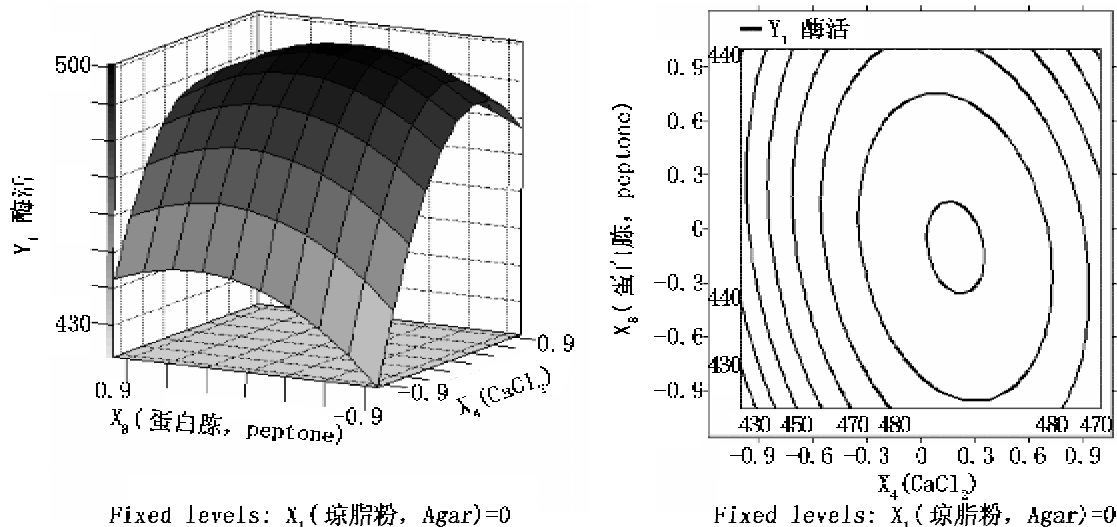 500
430
Y₁ 酶活
0.9
-0.9
X₈(蛋白胨, peptone)
-0.9
0.9
X₄(CaCl₂)
Fixed levels: X₁(琼脂粉, Agar)=0
Y₁ 酶活
440
440
430
0.9
0.6
0.3
0
-0.3
-0.6
-0.9
X₈(蛋白胨, peptone)
430 450 470 480 480 470
-0.9 -0.6 -0.3 0 0.3 0.6 0.9
X₄(CaCl₂)
Fixed levels: X₁(琼脂粉, Agar)=0